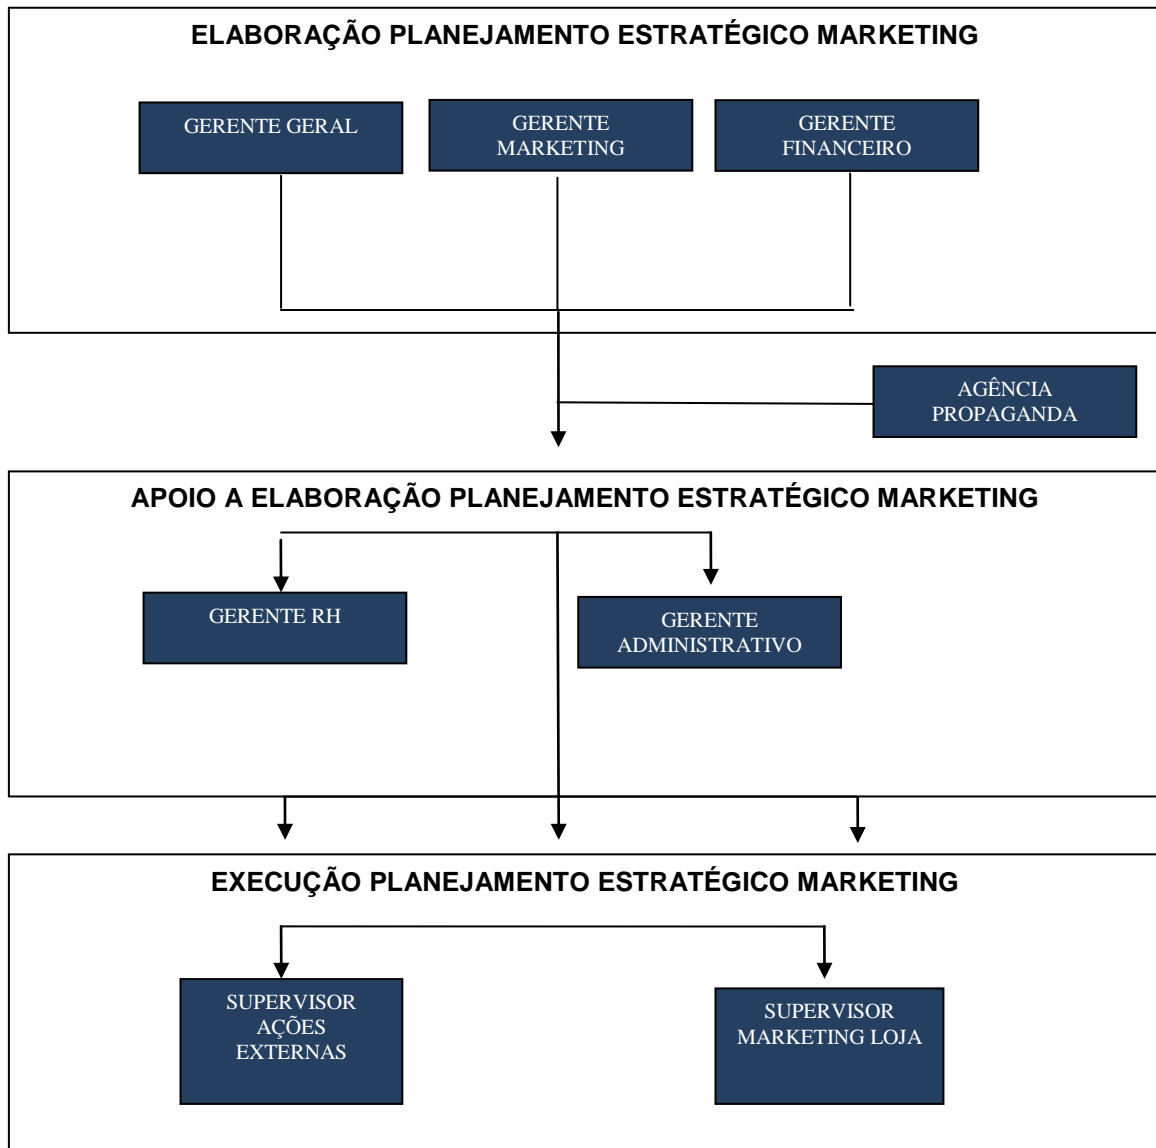 ELABORAÇÃO PLANEJAMENTO ESTRATÉGICO MARKETING
GERENTE GERAL
GERENTE
MARKETING
GERENTE
FINANCEIRO
AGÊNCIA
PROPAGANDA
APOIO A ELABORAÇÃO PLANEJAMENTO ESTRATÉGICO MARKETING
GERENTE RH
GERENTE
ADMINISTRATIVO
EXECUÇÃO PLANEJAMENTO ESTRATÉGICO MARKETING
SUPERVISOR
AÇÕES
EXTERNAS
SUPERVISOR
MARKETING LOJA